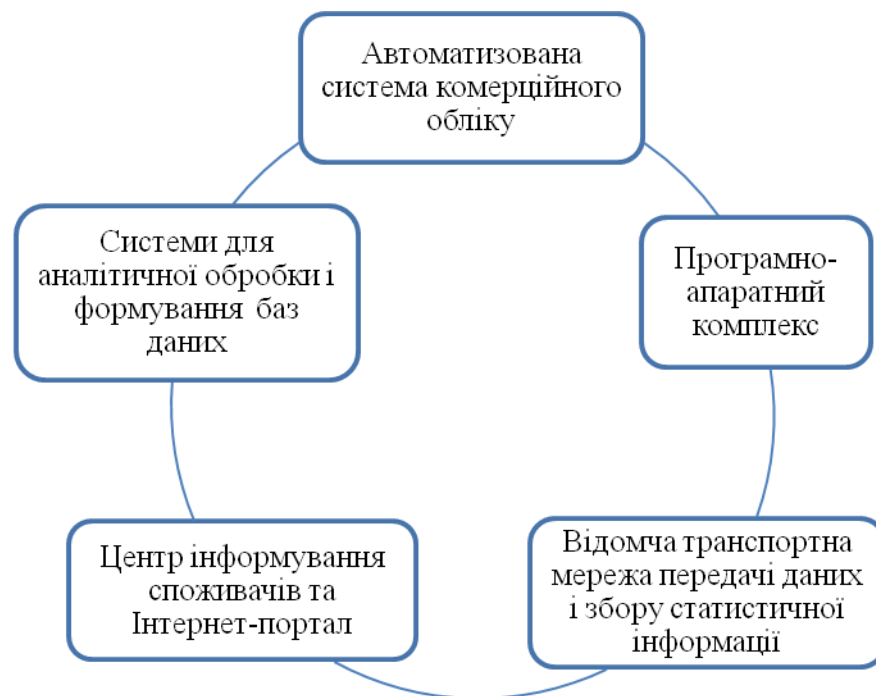 Автоматизована
система комерційного
обліку
Системи для
аналітичної обробки і
формування баз
даних
Програмно-
апаратний
комплекс
Центр інформування
споживачів та
Інтернет-портал
Відомча транспортна
мережа передачі даних
і збору статистичної
інформації